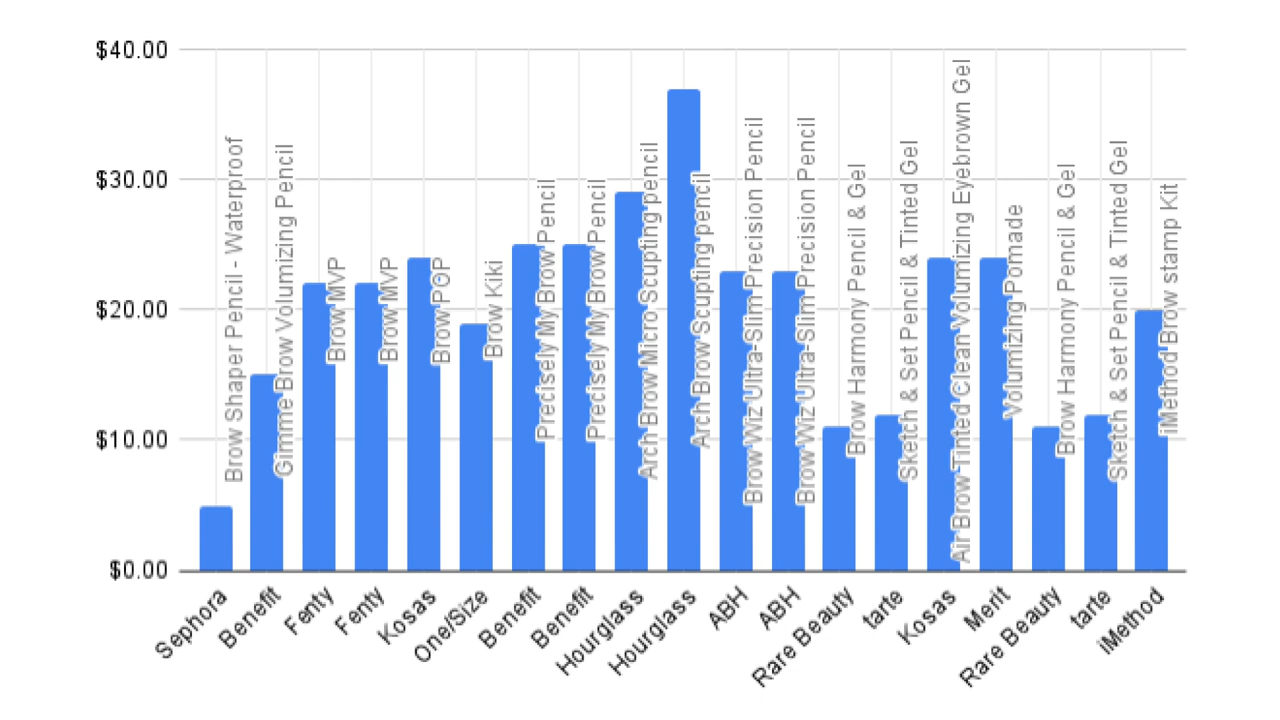 $40.00
$30.00
$20.00
$10.00
$0.00
Brow Shaper Pencil - Waterproof
Gimme Brow Volumizing Pencil
Brow MVP
Brow MVP
Brow POP
Brow Kiki
Precisely My Brow Pencil
Precisely My Brow Pencil
Arch Brow Micro Scupting pencil
Arch Brow Scupting pencil
Brow Wiz Ultra-Slim Precision Pencil
Brow Wiz Ultra-Slim Precision Pencil
Brow Harmony Pencil & Gel
Sketch & Set Pencil & Tinted Gel
Air Brow Tinted Clean Volumizing Eyebrown Gel
Volumizing Pomade
Brow Harmony Pencil & Gel
Sketch & Set Pencil & Tinted Gel
iMethod Brow stamp Kit
Sephora
Benefit
Fenty
Fenty
Kosas
One/Size
Benefit
Benefit
Hourglass
Hourglass
ABH
ABH
Rare Beauty
tarte
Kosas
Merit
Rare Beauty
tarte
iMethod